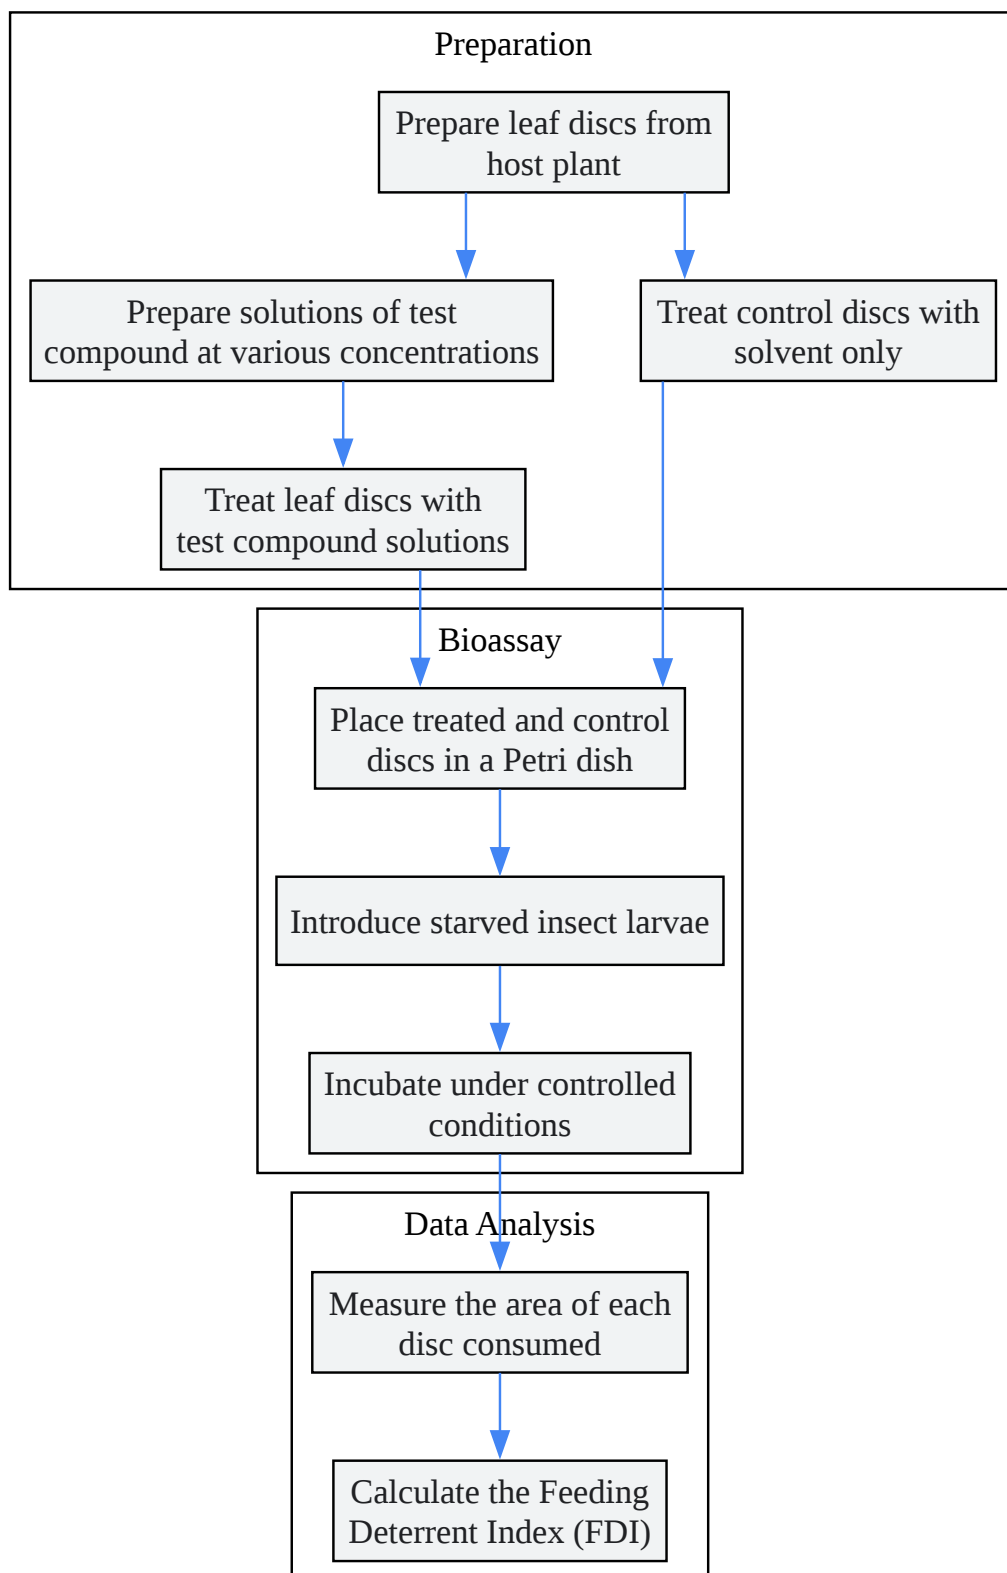 Preparation
Prepare leaf discs from
host plant
Prepare solutions of test
compound at various concentrations
Treat control discs with
solvent only
Treat leaf discs with
test compound solutions
Bioassay
Place treated and control
discs in a Petri dish
Introduce starved insect larvae
Incubate under controlled
conditions
Data Analysis
Measure the area of each
disc consumed
Calculate the Feeding
Deterrent Index (FDI)